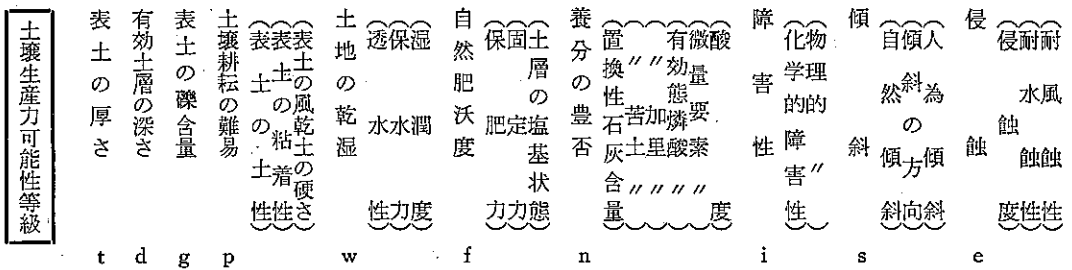 土壌生産力可能性等級
表土の厚さ t
有効土層の深さ d
表土の礫含量 g
土壌耕耘の難易 p
(表土の土性)
(表土の粘着性)
(表土の風乾土の硬さ)
土地の乾湿 w
(透水性)
(保水力)
(湿潤度)
自然肥沃度 f
(保肥力)
(固定力)
(土層の塩基状態)
養分の豊否 n
(置換性石灰含量)
(〃苦土〃)
(〃加里〃)
(有効態燐酸〃)
(微量要素〃)
(酸度)
障害性 i
(化学的障害性)
(物理的〃)
傾斜 s
(自然傾斜)
(傾斜の方向)
(人為傾斜)
侵蝕 e
(侵蝕度)
(耐水蝕性)
(耐風蝕性)